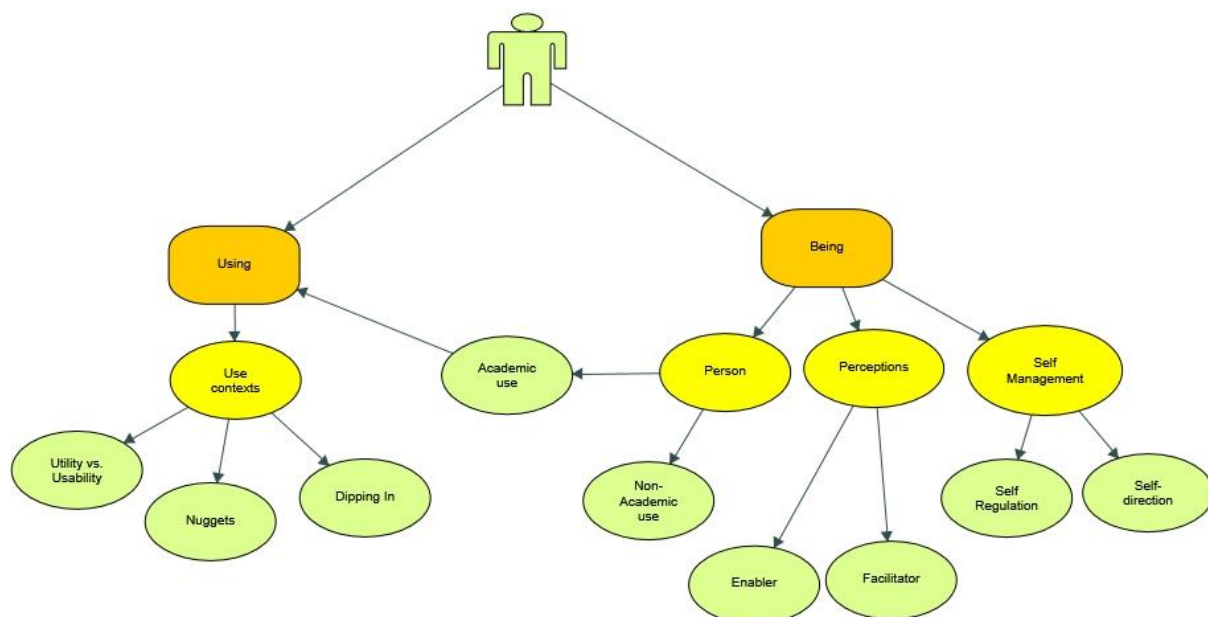 Being
Using
Use
contexts
Academic
use
Person
Perceptions
Self
Management
Utility vs.
Usability
Nuggets
Dipping In
Non-
Academic
use
Self
Regulation
Self-
direction
Enabler
Facilitator